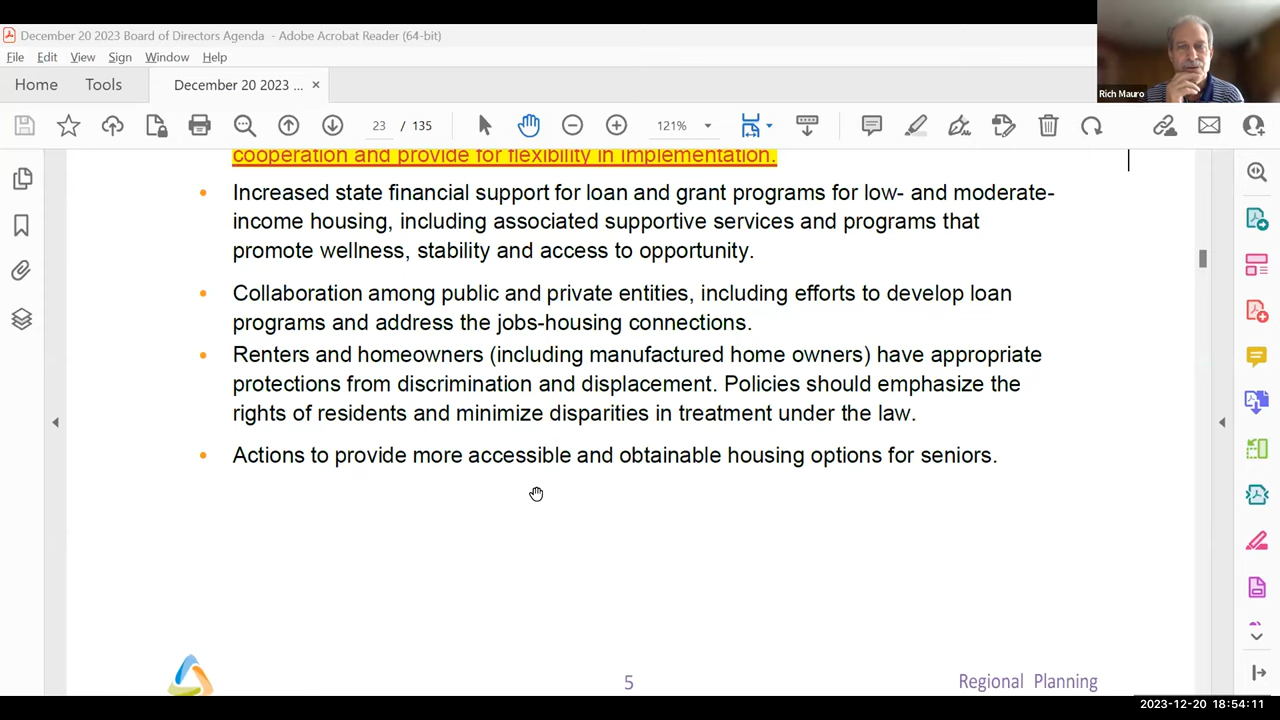 December 20 2023 Board of Directors Agenda - Adobe Acrobat Reader (64-bit)
File Edit View Sign Window Help
Home Tools December 20 2023 ... ×
23 / 135 121%
Rich Mauro
cooperation and provide for flexibility in implementation.
• Increased state financial support for loan and grant programs for low- and moderate-
income housing, including associated supportive services and programs that
promote wellness, stability and access to opportunity.
• Collaboration among public and private entities, including efforts to develop loan
programs and address the jobs-housing connections.
• Renters and homeowners (including manufactured home owners) have appropriate
protections from discrimination and displacement. Policies should emphasize the
rights of residents and minimize disparities in treatment under the law.
• Actions to provide more accessible and obtainable housing options for seniors.
5 Regional Planning
2023-12-20 18:54:11